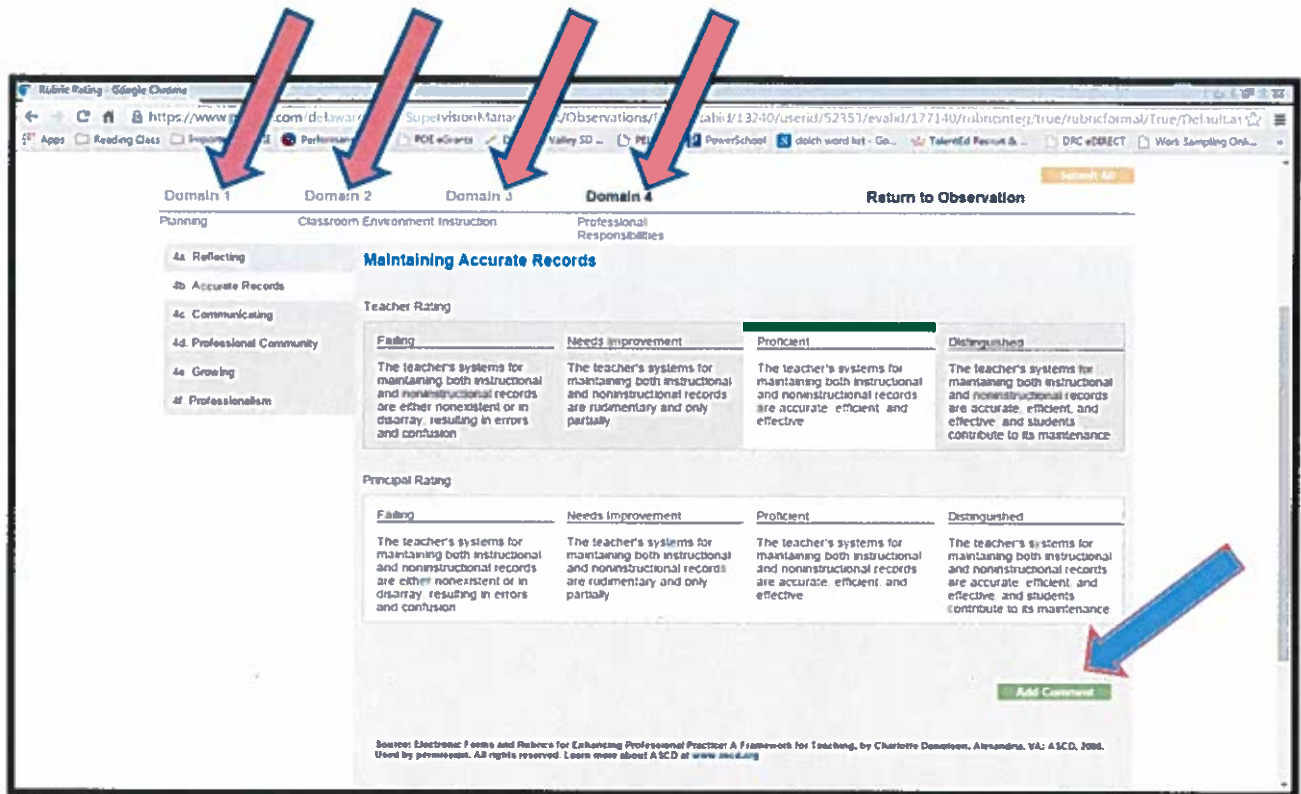 Rubric Rating - Google Chrome
https://www.p .com/delawar SupervisionMana /Observations/ tabid/13240/userid/52351/evalid/177140/rubricinteg/true/rubricformal/True/Default.as
Apps Reading Class Performan PDE eGrants Valley SD ... PowerSchool dolch word list - Go... TalentEd Recruit & ... DRC eDIRECT Work Sampling Onli...
Submit All
Domain 1 Domain 2 Domain 3 Domain 4 Return to Observation
Planning Classroom Environment Instruction Professional
Responsibilities
4a Reflecting
4b Accurate Records
4c Communicating
4d. Professional Community
4e Growing
4f Professionalism
Maintaining Accurate Records
Teacher Rating
Failing
The teacher's systems for
maintaining both instructional
and noninstructional records
are either nonexistent or in
disarray, resulting in errors
and confusion
Needs Improvement
The teacher's systems for
maintaining both instructional
and noninstructional records
are rudimentary and only
partially
Proficient
The teacher's systems for
maintaining both instructional
and noninstructional records
are accurate, efficient, and
effective
Distinguished
The teacher's systems for
maintaining both instructional
and noninstructional records
are accurate, efficient, and
effective, and students
contribute to its maintenance
Principal Rating
Failing
The teacher's systems for
maintaining both instructional
and noninstructional records
are either nonexistent or in
disarray, resulting in errors
and confusion
Needs Improvement
The teacher's systems for
maintaining both instructional
and noninstructional records
are rudimentary and only
partially
Proficient
The teacher's systems for
maintaining both instructional
and noninstructional records
are accurate, efficient, and
effective
Distinguished
The teacher's systems for
maintaining both instructional
and noninstructional records
are accurate, efficient, and
effective, and students
contribute to its maintenance
Add Comment
Source: Electronic Forms and Rubrics for Enhancing Professional Practice: A Framework for Teaching, by Charlotte Danielson, Alexandria, VA: ASCD, 2008.
Used by permission. All rights reserved. Learn more about ASCD at www.ascd.org